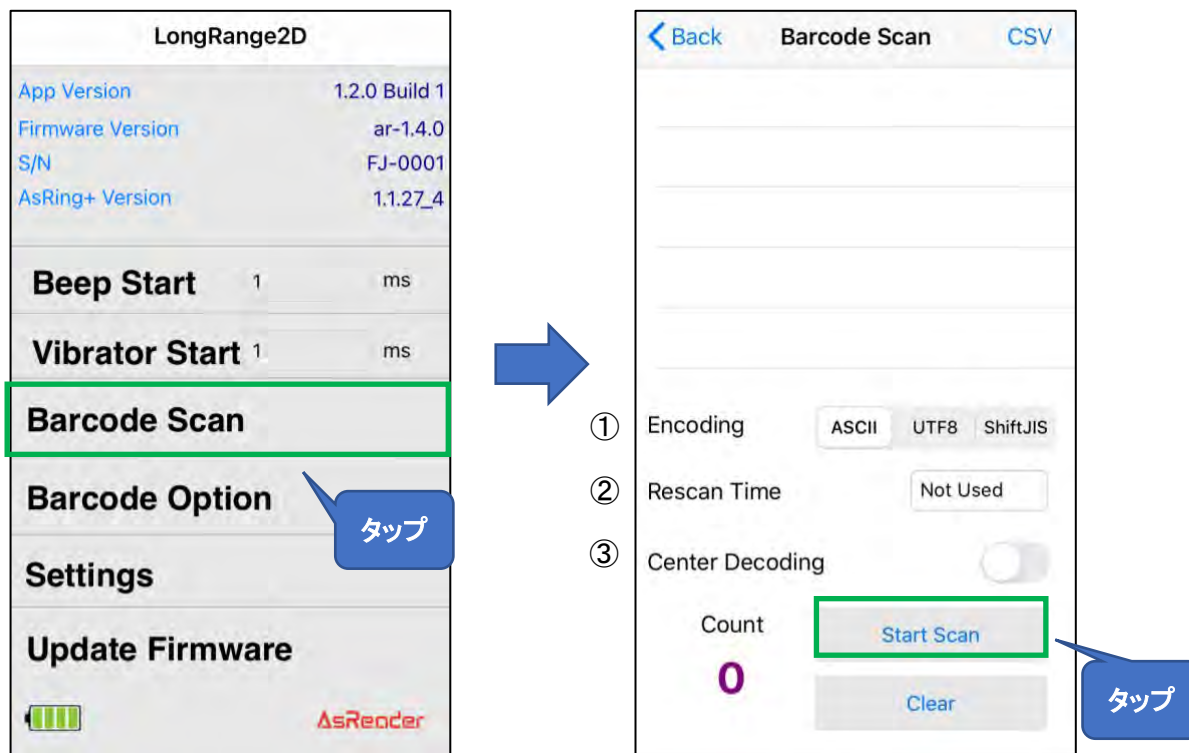 LongRange2D
App Version 1.2.0 Build 1
Firmware Version ar-1.4.0
S/N FJ-0001
AsRing+ Version 1.1.27_4
Beep Start 1 ms
Vibrator Start 1 ms
Barcode Scan
Barcode Option
タップ
Settings
Update Firmware
AsReader
Back Barcode Scan CSV
① Encoding ASCII UTF8 ShiftJIS
② Rescan Time Not Used
③ Center Decoding
Count
0
Start Scan
タップ
Clear